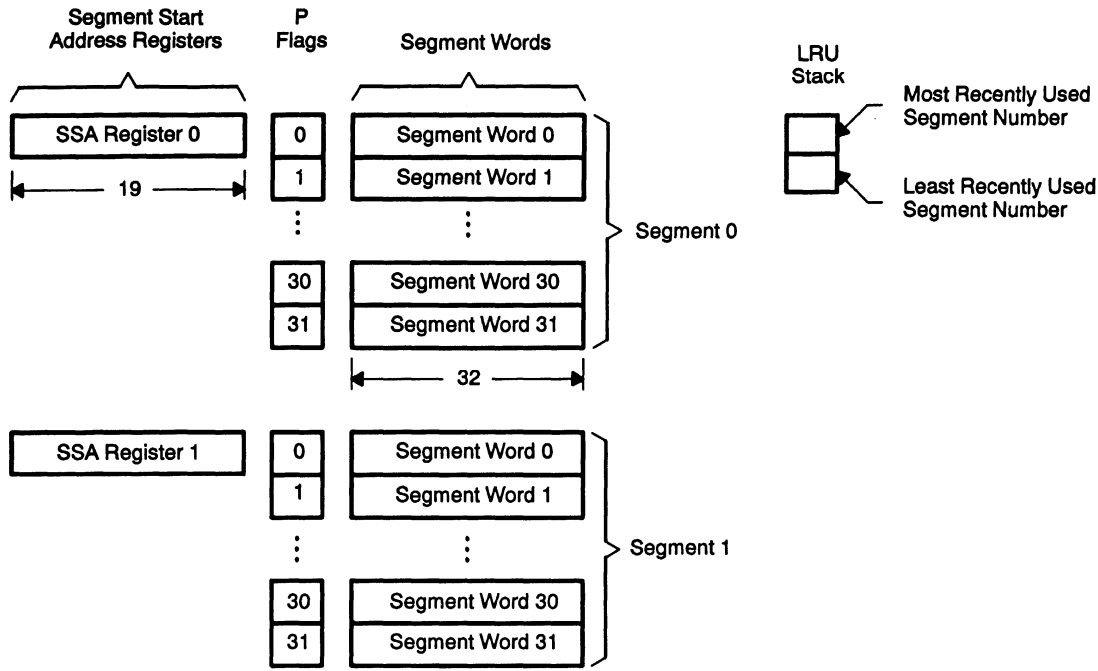 Segment Start
Address Registers
P
Flags
Segment Words
LRU
Stack
Most Recently Used
Segment Number
Least Recently Used
Segment Number
SSA Register 0
19
0
Segment Word 0
1
Segment Word 1
30
Segment Word 30
31
Segment Word 31
Segment 0
32
SSA Register 1
0
Segment Word 0
1
Segment Word 1
30
Segment Word 30
31
Segment Word 31
Segment 1